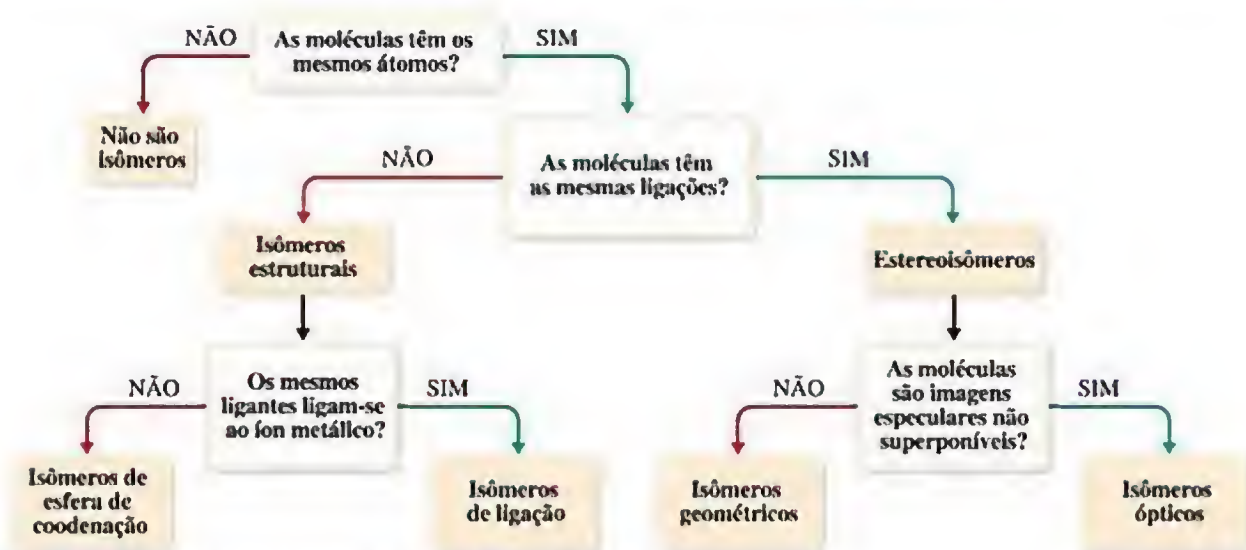 NÃO
As moléculas têm os
mesmos átomos?
SIM
Não são
isômeros
NÃO
As moléculas têm
as mesmas ligações?
SIM
Isômeros
estruturais
Estereoisômeros
NÃO
Os mesmos
ligantes ligam-se
ao íon metálico?
SIM
NÃO
As moléculas
são imagens
especulares não
superponíveis?
SIM
Isômeros de
esfera de
coodenação
Isômeros
de ligação
Isômeros
geométricos
Isômeros
ópticos